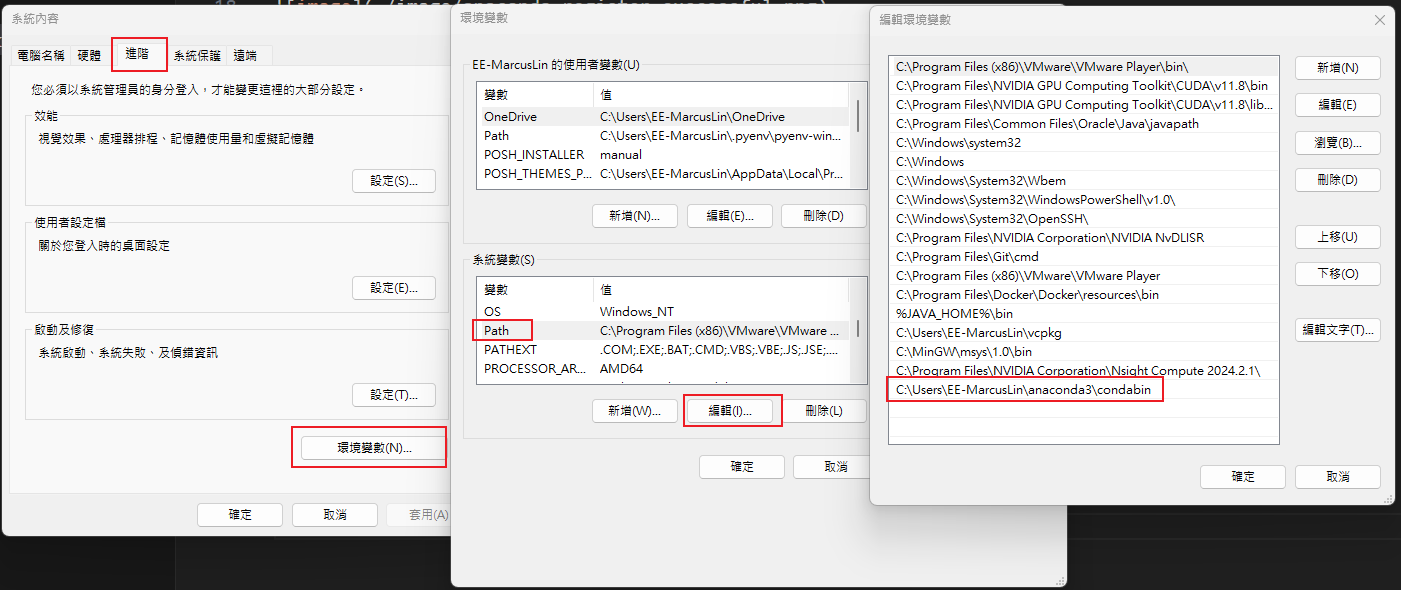 系統內容
電腦名稱 硬體 進階 系統保護 遠端
您必須以系統管理員的身分登入，才能變更這裡的大部分設定。
效能
視覺效果、處理器排程、記憶體使用量和虛擬記憶體
設定(S)...
使用者設定檔
關於您登入時的桌面設定
設定(E)...
啟動及修復
系統啟動、系統失敗、及偵錯資訊
設定(T)...
環境變數(N)...
確定 取消 套用(A)
環境變數
EE-MarcusLin 的使用者變數(U)
變數 值
OneDrive C:\Users\EE-MarcusLin\OneDrive
Path C:\Users\EE-MarcusLin\.pyenv\pyenv-win...
POSH_INSTALLER manual
POSH_THEMES_P... C:\Users\EE-MarcusLin\AppData\Local\Pr...
新增(N)... 編輯(E)... 刪除(D)
系統變數(S)
變數 值
OS Windows_NT
Path C:\Program Files (x86)\VMware\VMware ...
PATHEXT .COM;.EXE;.BAT;.CMD;.VBS;.VBE;.JS;.JSE;....
PROCESSOR_AR... AMD64
新增(W)... 編輯(I)... 刪除(L)
確定 取消
編輯環境變數
C:\Program Files (x86)\VMware\VMware Player\bin\
C:\Program Files\NVIDIA GPU Computing Toolkit\CUDA\v11.8\bin
C:\Program Files\NVIDIA GPU Computing Toolkit\CUDA\v11.8\lib...
C:\Program Files\Common Files\Oracle\Java\javapath
C:\Windows\system32
C:\Windows
C:\Windows\System32\Wbem
C:\Windows\System32\WindowsPowerShell\v1.0\
C:\Windows\System32\OpenSSH\
C:\Program Files\NVIDIA Corporation\NVIDIA NvDLISR
C:\Program Files\Git\cmd
C:\Program Files (x86)\VMware\VMware Player
C:\Program Files\Docker\Docker\resources\bin
%JAVA_HOME%\bin
C:\Users\EE-MarcusLin\vcpkg
C:\MinGW\msys\1.0\bin
C:\Program Files\NVIDIA Corporation\Nsight Compute 2024.2.1\
C:\Users\EE-MarcusLin\anaconda3\condabin
新增(N)
編輯(E)
瀏覽(B)...
刪除(D)
上移(U)
下移(O)
編輯文字(T)...
確定 取消